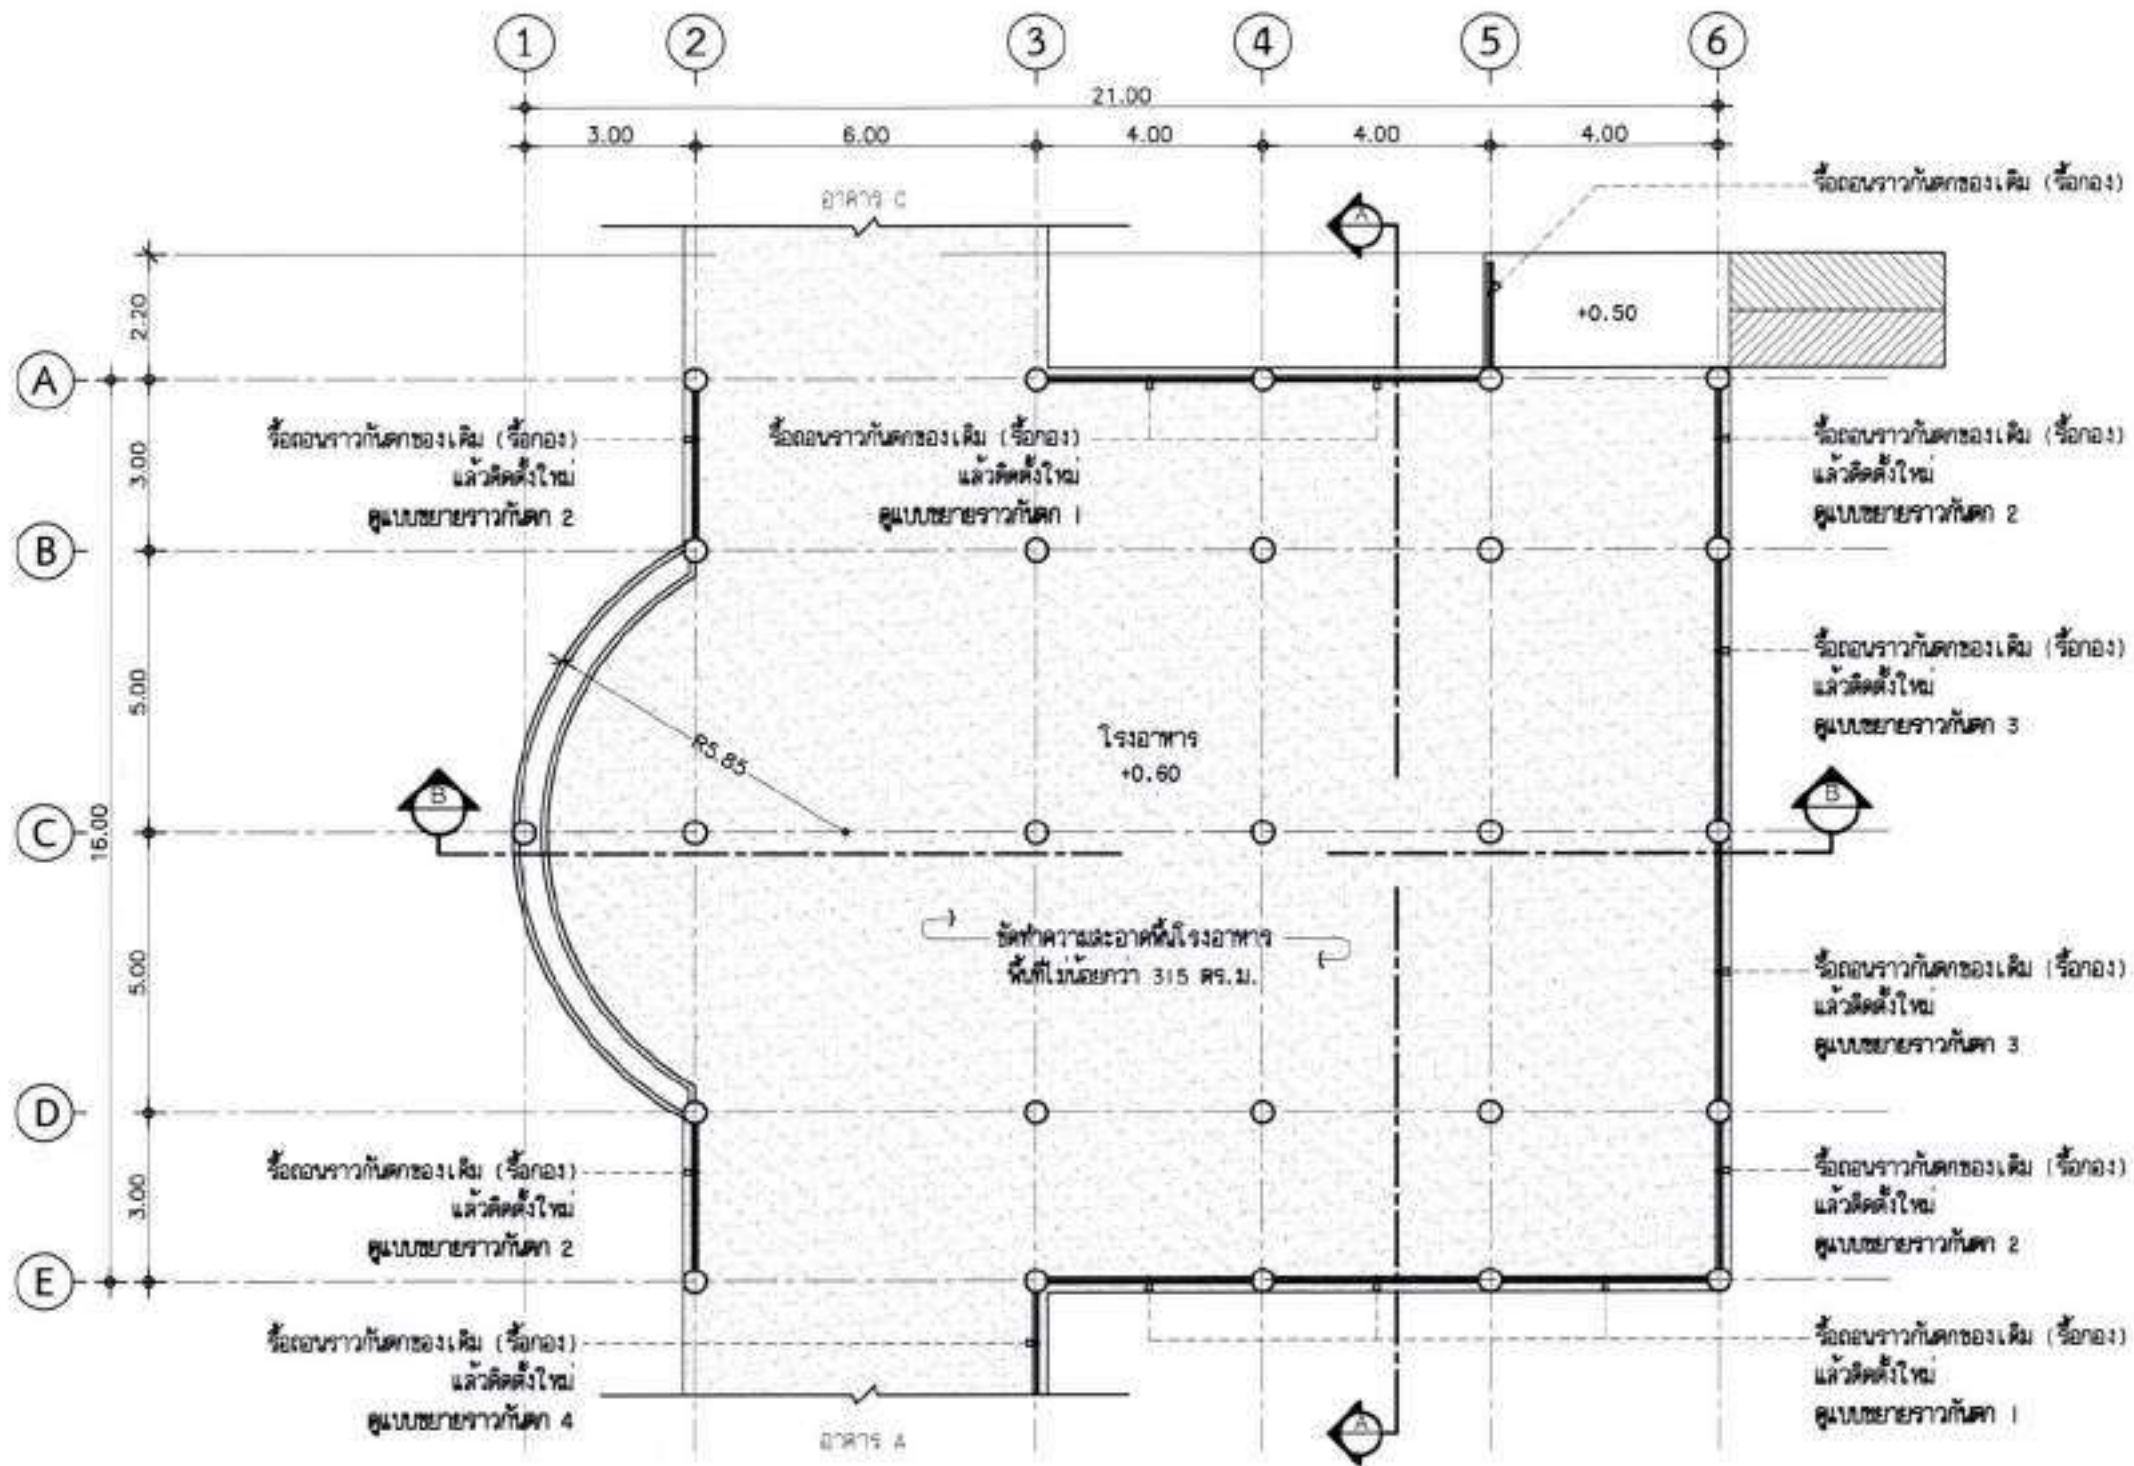 1 2 3 4 5 6
21.00
3.00 6.00 4.00 4.00 4.00
รื้อถอนราวกันตกของเดิม (รื้อกอง)
อาคาร C
A
2.20
+0.50
A
รื้อถอนราวกันตกของเดิม (รื้อกอง)
แล้วติดตั้งใหม่
ดูแบบขยายราวกันตก 2
รื้อถอนราวกันตกของเดิม (รื้อกอง)
แล้วติดตั้งใหม่
ดูแบบขยายราวกันตก 1
รื้อถอนราวกันตกของเดิม (รื้อกอง)
แล้วติดตั้งใหม่
ดูแบบขยายราวกันตก 2
3.00
B
5.00
R5.85
รื้อถอนราวกันตกของเดิม (รื้อกอง)
แล้วติดตั้งใหม่
ดูแบบขยายราวกันตก 3
โรงอาหาร
+0.60
B
B
C
16.00
ขัดทำความสะอาดพื้นโรงอาหาร
พื้นที่ไม่น้อยกว่า 315 ตร.ม.
5.00
รื้อถอนราวกันตกของเดิม (รื้อกอง)
แล้วติดตั้งใหม่
ดูแบบขยายราวกันตก 3
D
3.00
รื้อถอนราวกันตกของเดิม (รื้อกอง)
แล้วติดตั้งใหม่
ดูแบบขยายราวกันตก 2
รื้อถอนราวกันตกของเดิม (รื้อกอง)
แล้วติดตั้งใหม่
ดูแบบขยายราวกันตก 2
E
รื้อถอนราวกันตกของเดิม (รื้อกอง)
แล้วติดตั้งใหม่
ดูแบบขยายราวกันตก 4
รื้อถอนราวกันตกของเดิม (รื้อกอง)
แล้วติดตั้งใหม่
ดูแบบขยายราวกันตก 1
A
อาคาร A